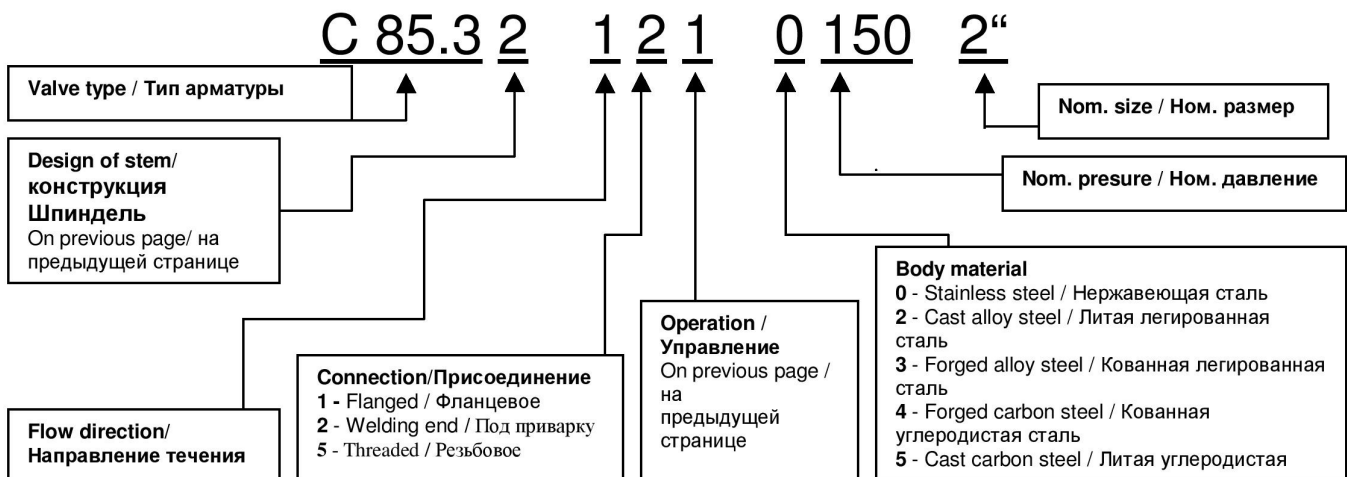 C 85.3 2 1 2 1 0 150 2“
Valve type / Тип арматуры
Nom. size / Ном. размер
Design of stem/
конструкция
Шпиндель
On previous page/ на
предыдущей странице
Nom. presure / Ном. давление
Body material
0 - Stainless steel / Нержавеющая сталь
2 - Cast alloy steel / Литая легированная
сталь
3 - Forged alloy steel / Кованная легированная
сталь
4 - Forged carbon steel / Кованная
углеродистая сталь
5 - Cast carbon steel / Литая углеродистая
Operation /
Управление
On previous page /
на
предыдущей
странице
Connection/Присоединение
1 - Flanged / Фланцевое
2 - Welding end / Под приварку
5 - Threaded / Резьбовое
Flow direction/
Направление течения